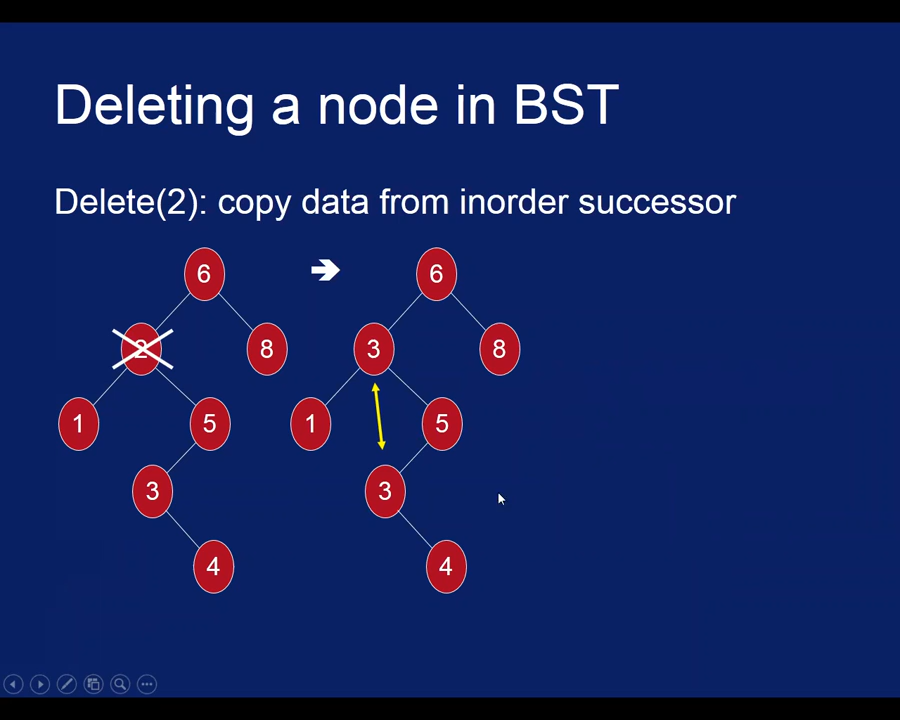 Deleting a node in BST
Delete(2): copy data from inorder successor
6 6
2 8 3 8
1 5 1 5
3 3
4 4